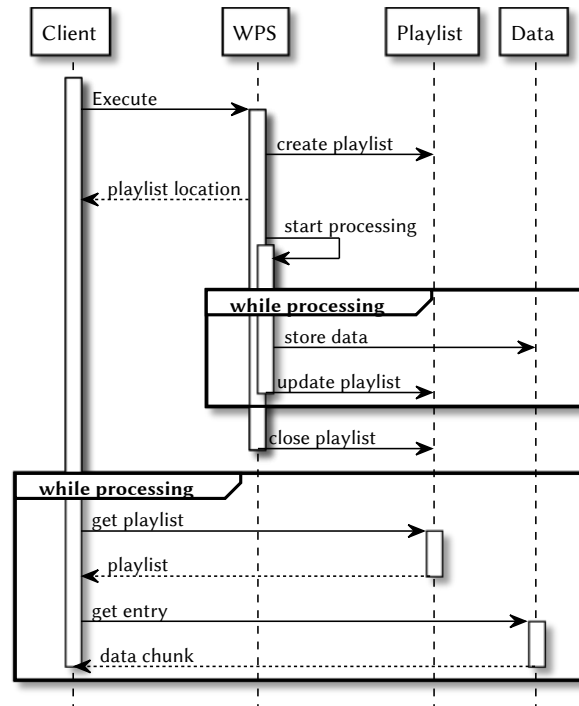 Client WPS Playlist Data
Execute
create playlist
playlist location
start processing
while processing
store data
update playlist
close playlist
while processing
get playlist
playlist
get entry
data chunk